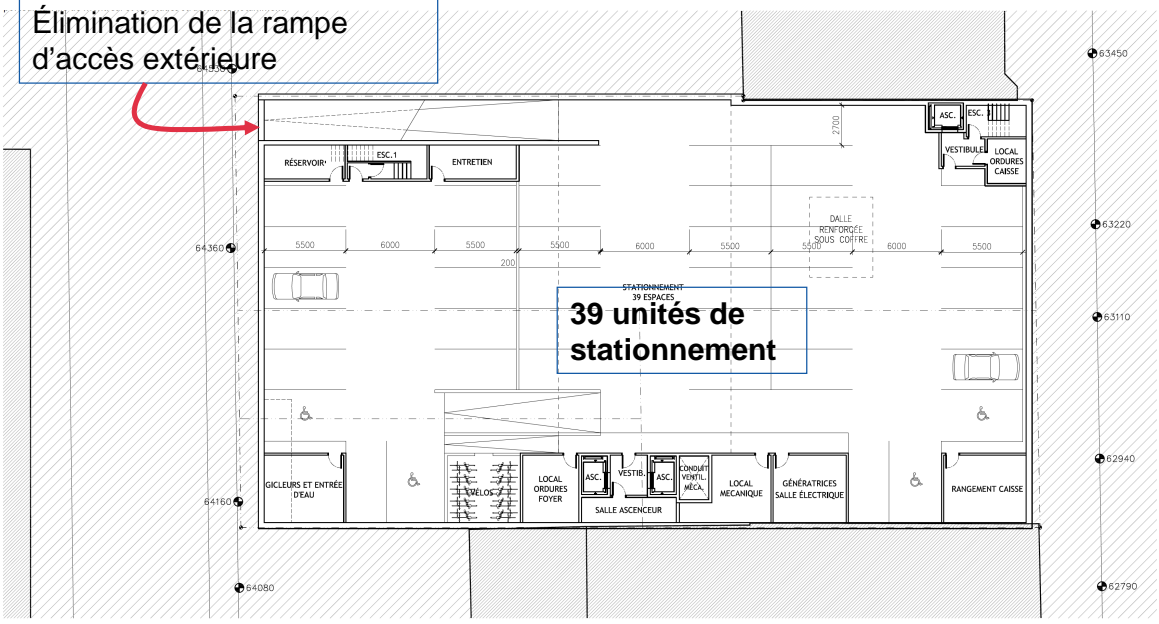 Élimination de la rampe
d'accès extérieure
64530
63450
ASC.
ESC.
2700
VESTIBULE
LOCAL
ORDURES
CAISSE
RÉSERVOIR
ESC.1
ENTRETIEN
DALLE
RENFORCÉE
SOUS COFFRE
63220
64360
5500
6000
5500
6000
5500
5500
6000
5500
200
STATIONNEMENT
39 ESPACES
39 unités de
stationnement
63110
62940
GICLEURS ET ENTRÉE
D'EAU
VÉLOS
LOCAL
ORDURES
FOYER
ASC.
VESTIB.
ASC.
CONDUIT
VENTIL.
MÉCA.
LOCAL
MECANIQUE
GÉNÉRATRICES
SALLE ÉLECTRIQUE
RANGEMENT CAISSE
64160
SALLE ASCENCEUR
64080
62790